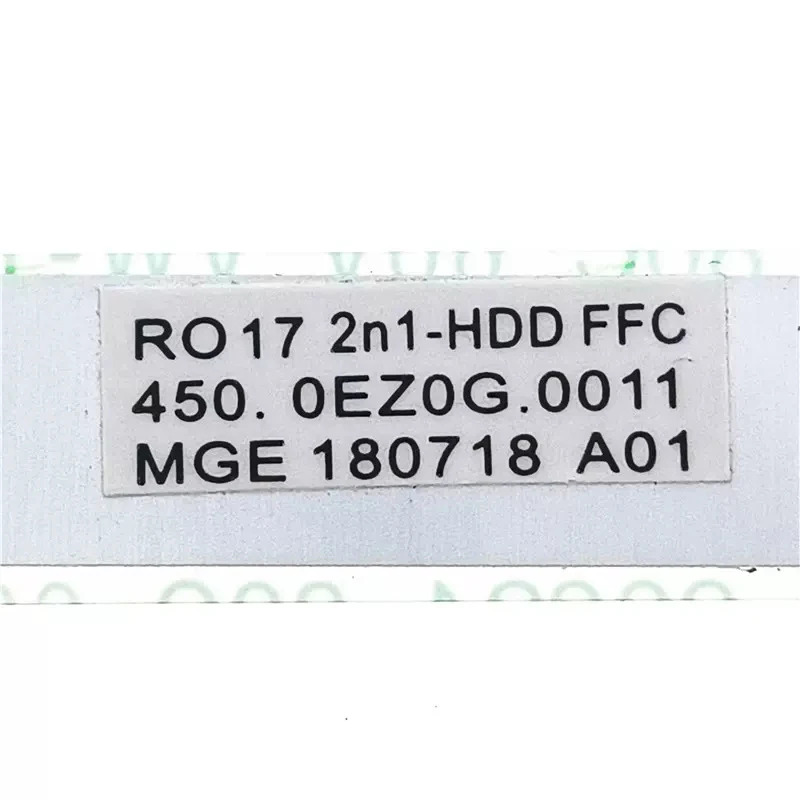 RO17 2n1-HDD FFC
450. 0EZ0G.0011
MGE 180718 A01